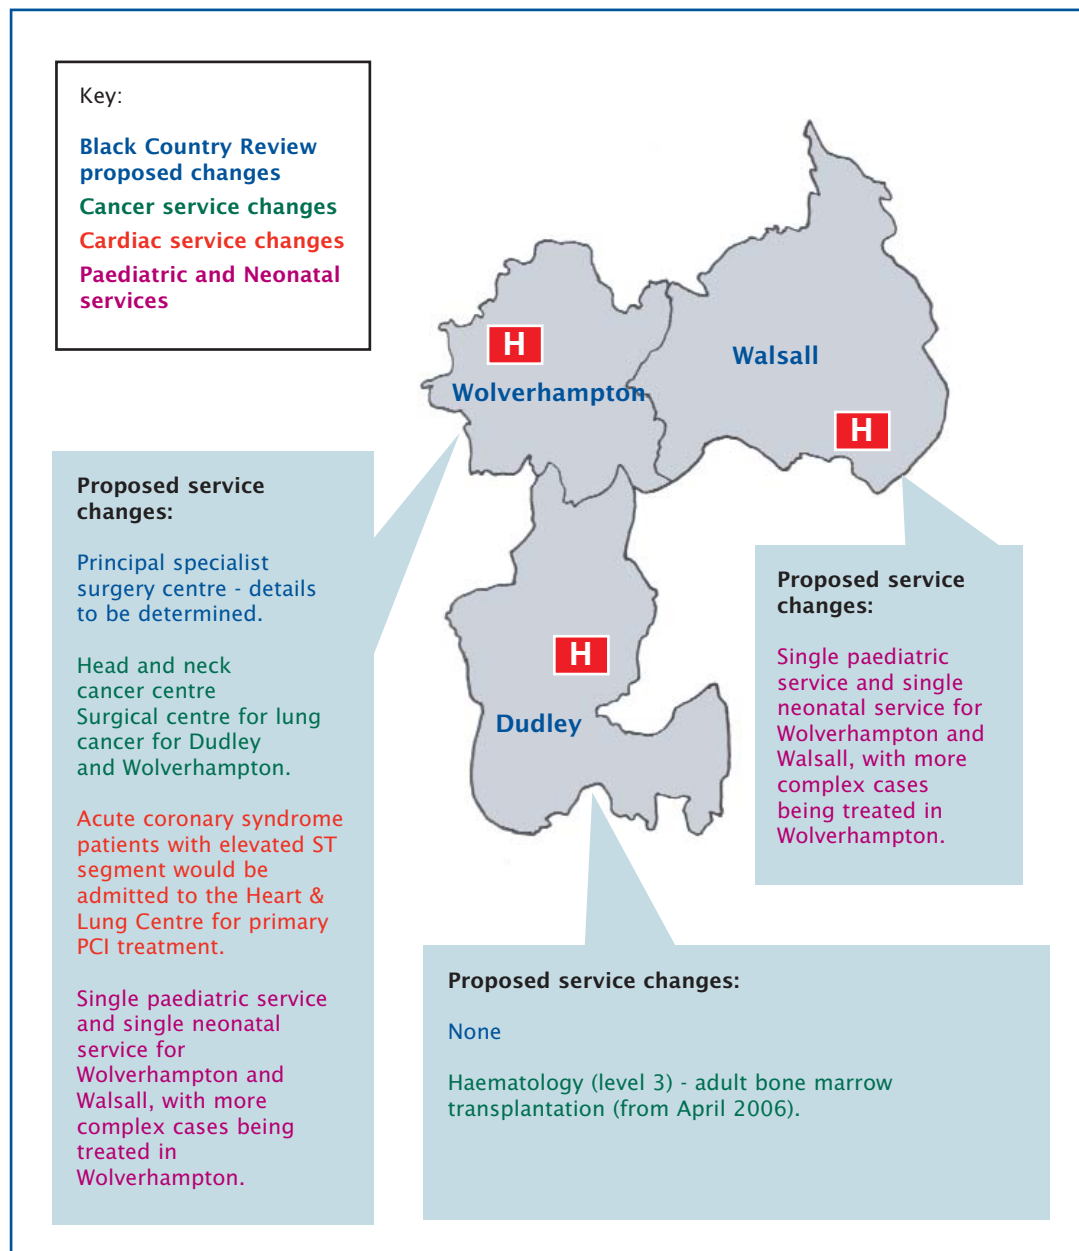 Key:
Black Country Review
proposed changes
Cancer service changes
Cardiac service changes
Paediatric and Neonatal
services
H
Wolverhampton
Walsall
H
H
Dudley
Proposed service
changes:
Principal specialist
surgery centre - details
to be determined.
Head and neck
cancer centre
Surgical centre for lung
cancer for Dudley
and Wolverhampton.
Acute coronary syndrome
patients with elevated ST
segment would be
admitted to the Heart &
Lung Centre for primary
PCI treatment.
Single paediatric service
and single neonatal
service for
Wolverhampton and
Walsall, with more
complex cases being
treated in
Wolverhampton.
Proposed service
changes:
Single paediatric
service and single
neonatal service for
Wolverhampton and
Walsall, with more
complex cases
being treated in
Wolverhampton.
Proposed service changes:
None
Haematology (level 3) - adult bone marrow
transplantation (from April 2006).